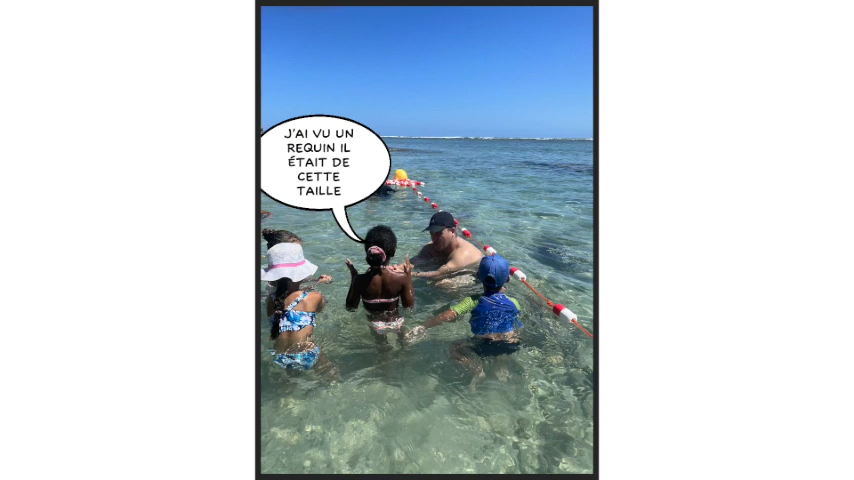 J'AI VU UN
REQUIN IL
ÉTAIT DE
CETTE
TAILLE